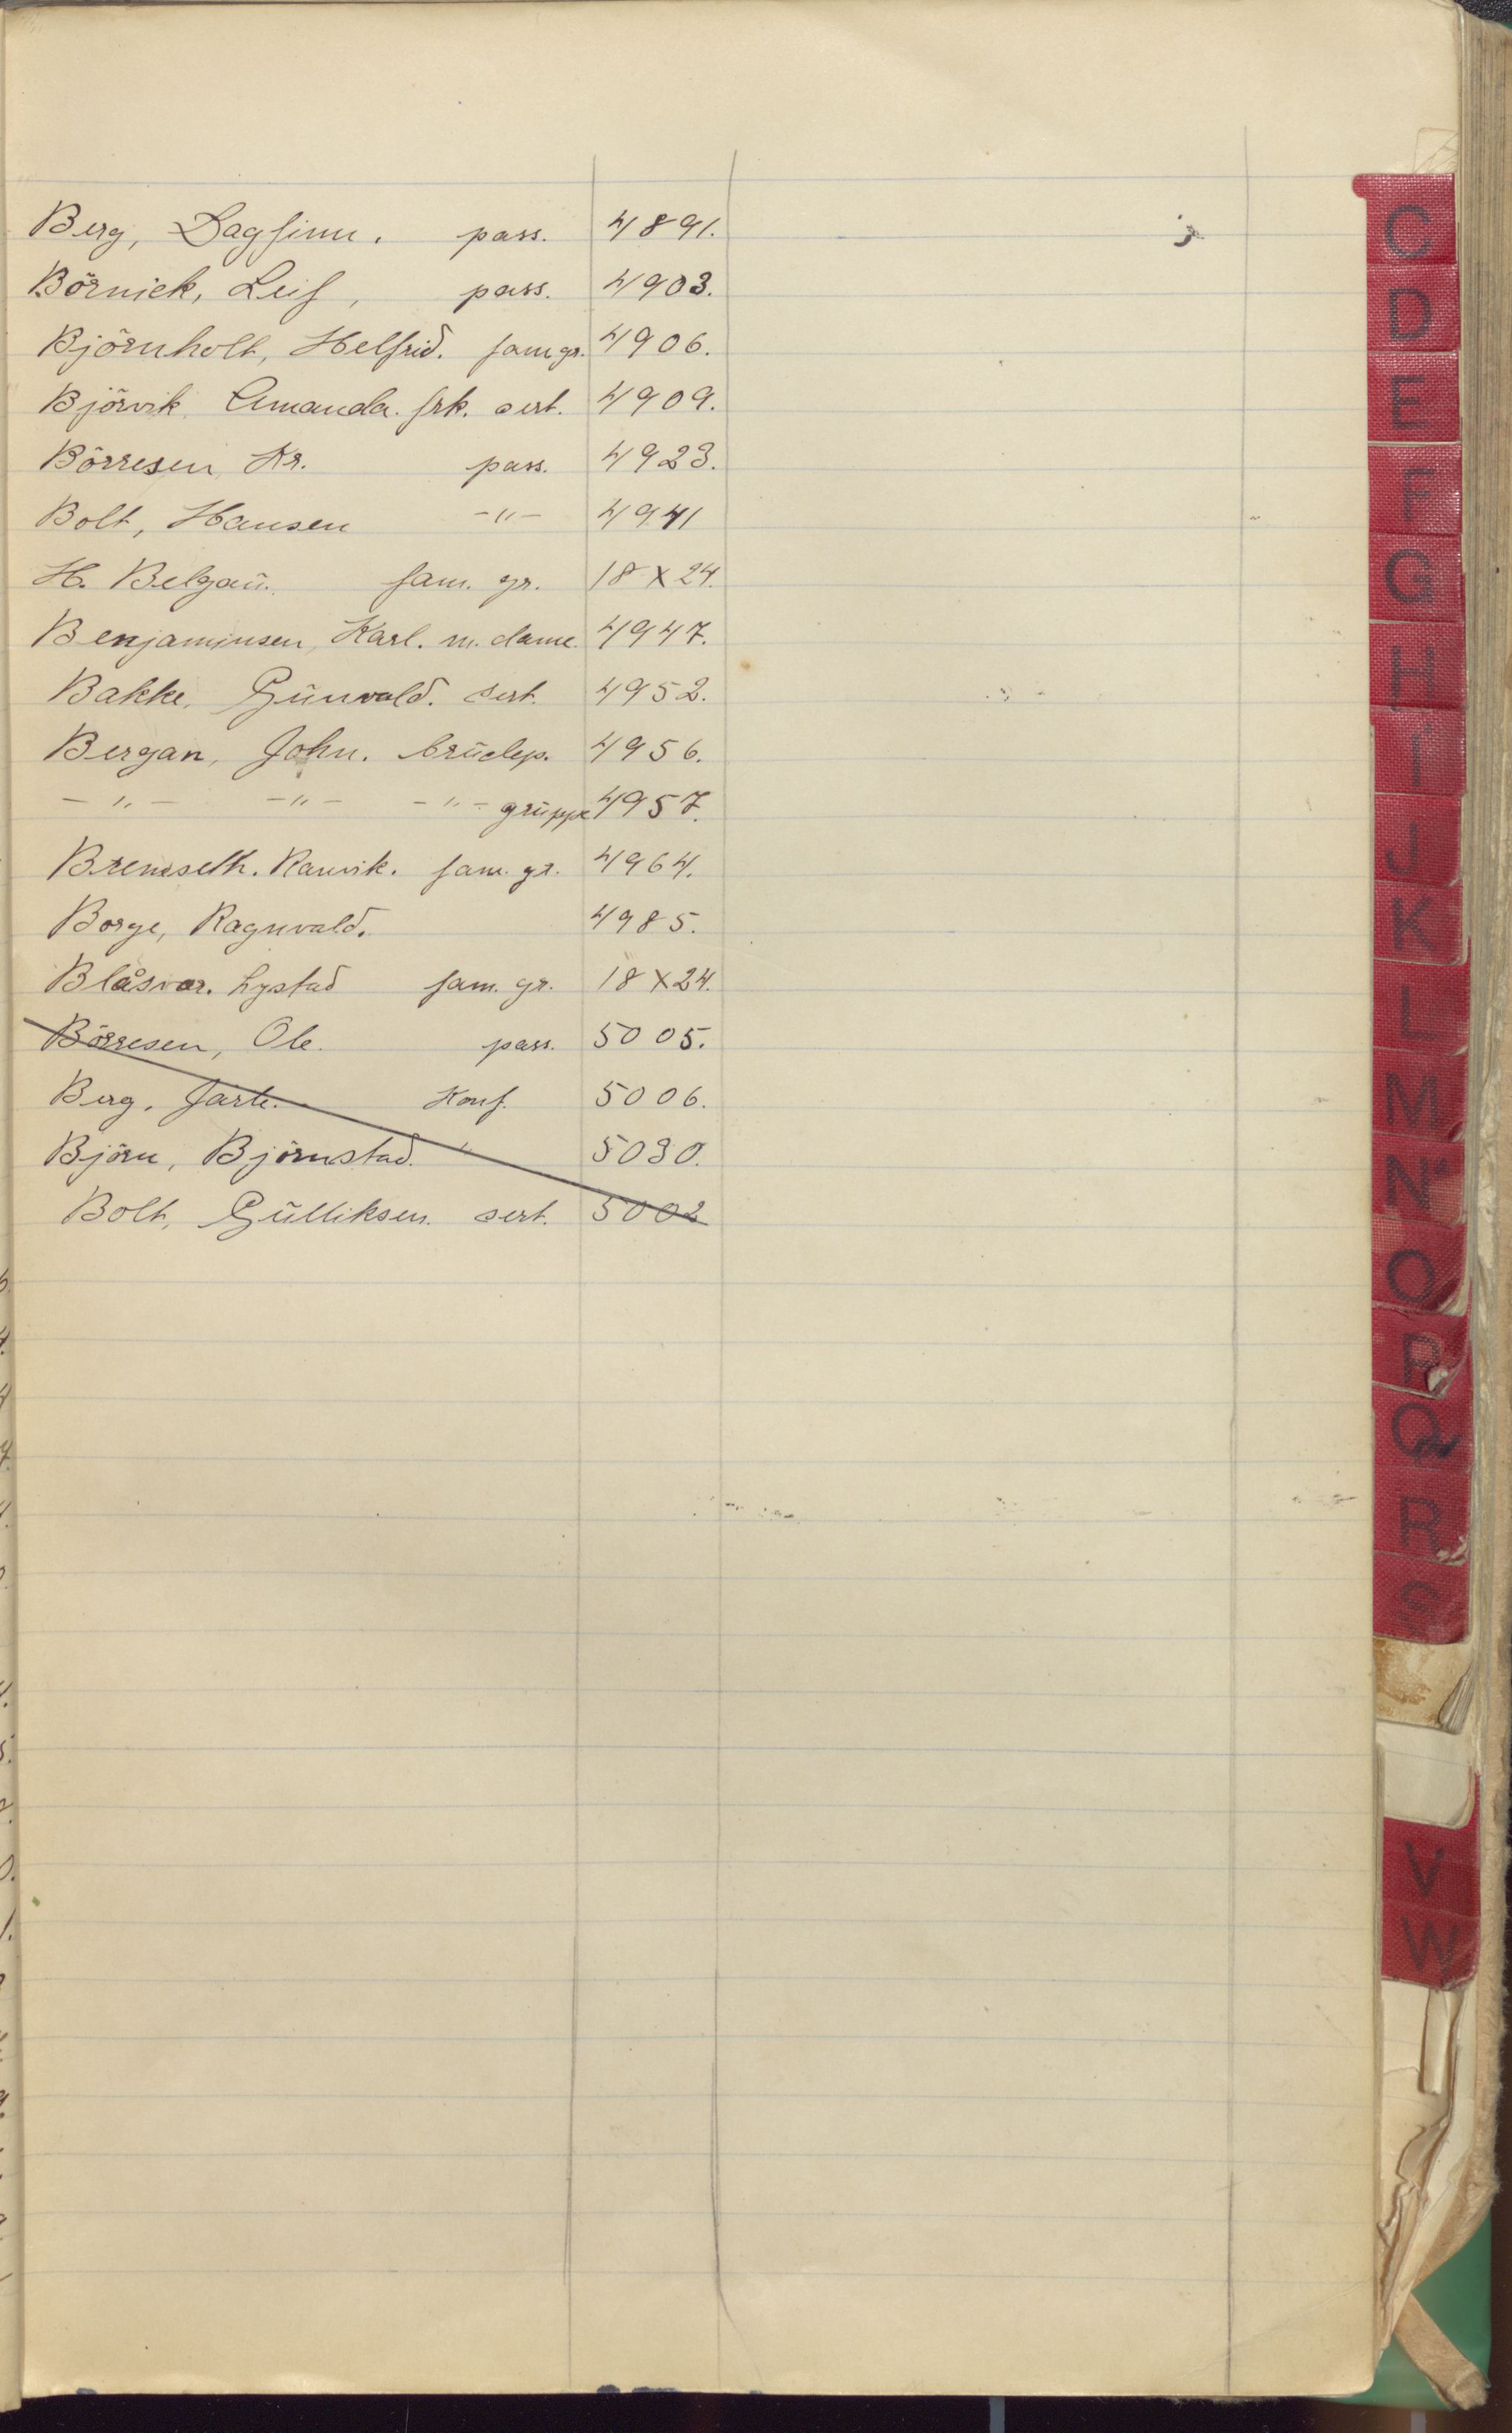 Berg, Dagfinn. pass. 4891.
Börnick, Leif, pass. 4903.
Björnholt, Helfrid. fam gr. 4906.
Björvik Amanda. frk. sert. 4909.
Börresen Kr. pass. 4923.
Bolt, Hansen -"- 4941
H. Belgau. fam. gr. 18 x 24.
Benjaminsen, Karl. m. dame. 4947.
Bakke, Gunvald. sert. 4952.
Bergan, John. brudep. 4956.
-"- -"- -"- gruppe 4957.
Bremseth. Ranvik. fam. gr. 4964.
Borge, Ragnvald. 4985.
Blåsvær. Lystad fam. gr. 18 x 24.
Börresen, Ole. pass. 5005.
Berg, Jarle. Konf. 5006.
Björn, Björnstad. " 5030.
Bolt, Gulliksen. sert. 5002
C
D
E
F
G
H
I
J
K
L
M
N
O
P
Q
R
S
V
W